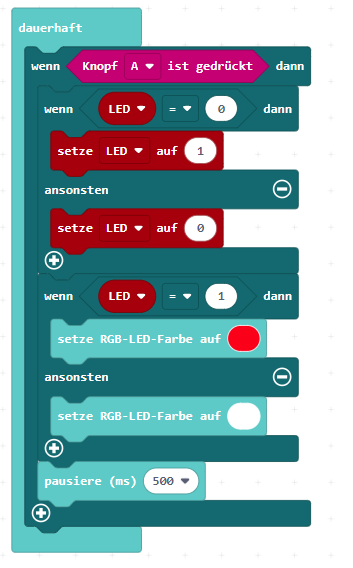 dauerhaft
wenn Knopf A ist gedrückt dann
wenn LED = 0 dann
setze LED auf 1
ansonsten
setze LED auf 0
wenn LED = 1 dann
setze RGB-LED-Farbe auf
ansonsten
setze RGB-LED-Farbe auf
pausiere (ms) 500